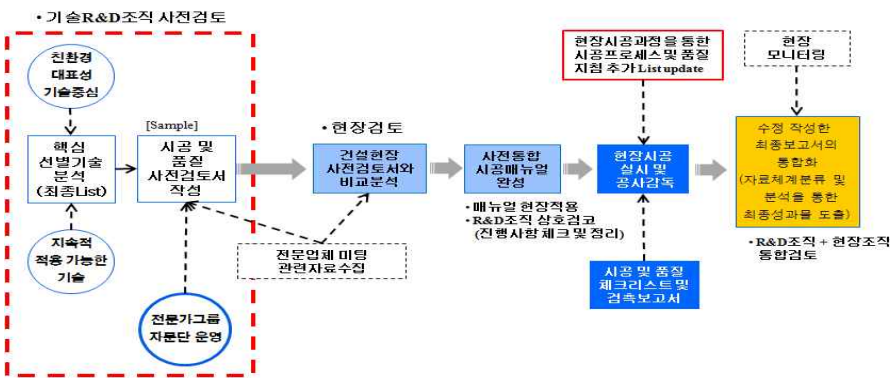 • 기술R&D조직 사전검토
친환경
대표성
기술중심
핵심
선별기술
분석
(최종List)
지속적
적용 가능한
기술
[Sample]
시공 및
품질
사전검토서
작성
전문가그룹
자문단 운영
• 현장검토
건설현장
사전검토서와
비교분석
전문업체 미팅
관련자료수집
사전통합
시공매뉴얼
완성
• 매뉴얼 현장적용
• R&D조직 상호검코
(진행사항 체크 및 정리)
현장시공과정을 통한
시공프로세스 및 품질
지침 추가 List update
현장시공
실시 및
공사감독
시공 및 품질
체크리스트 및
검측보고서
현장
모니터링
수정 작성한
최종보고서의
통합화
(자료체계분류 및
분석을 통한
최종성과물 도출)
• R&D조직 + 현장조직
통합검토